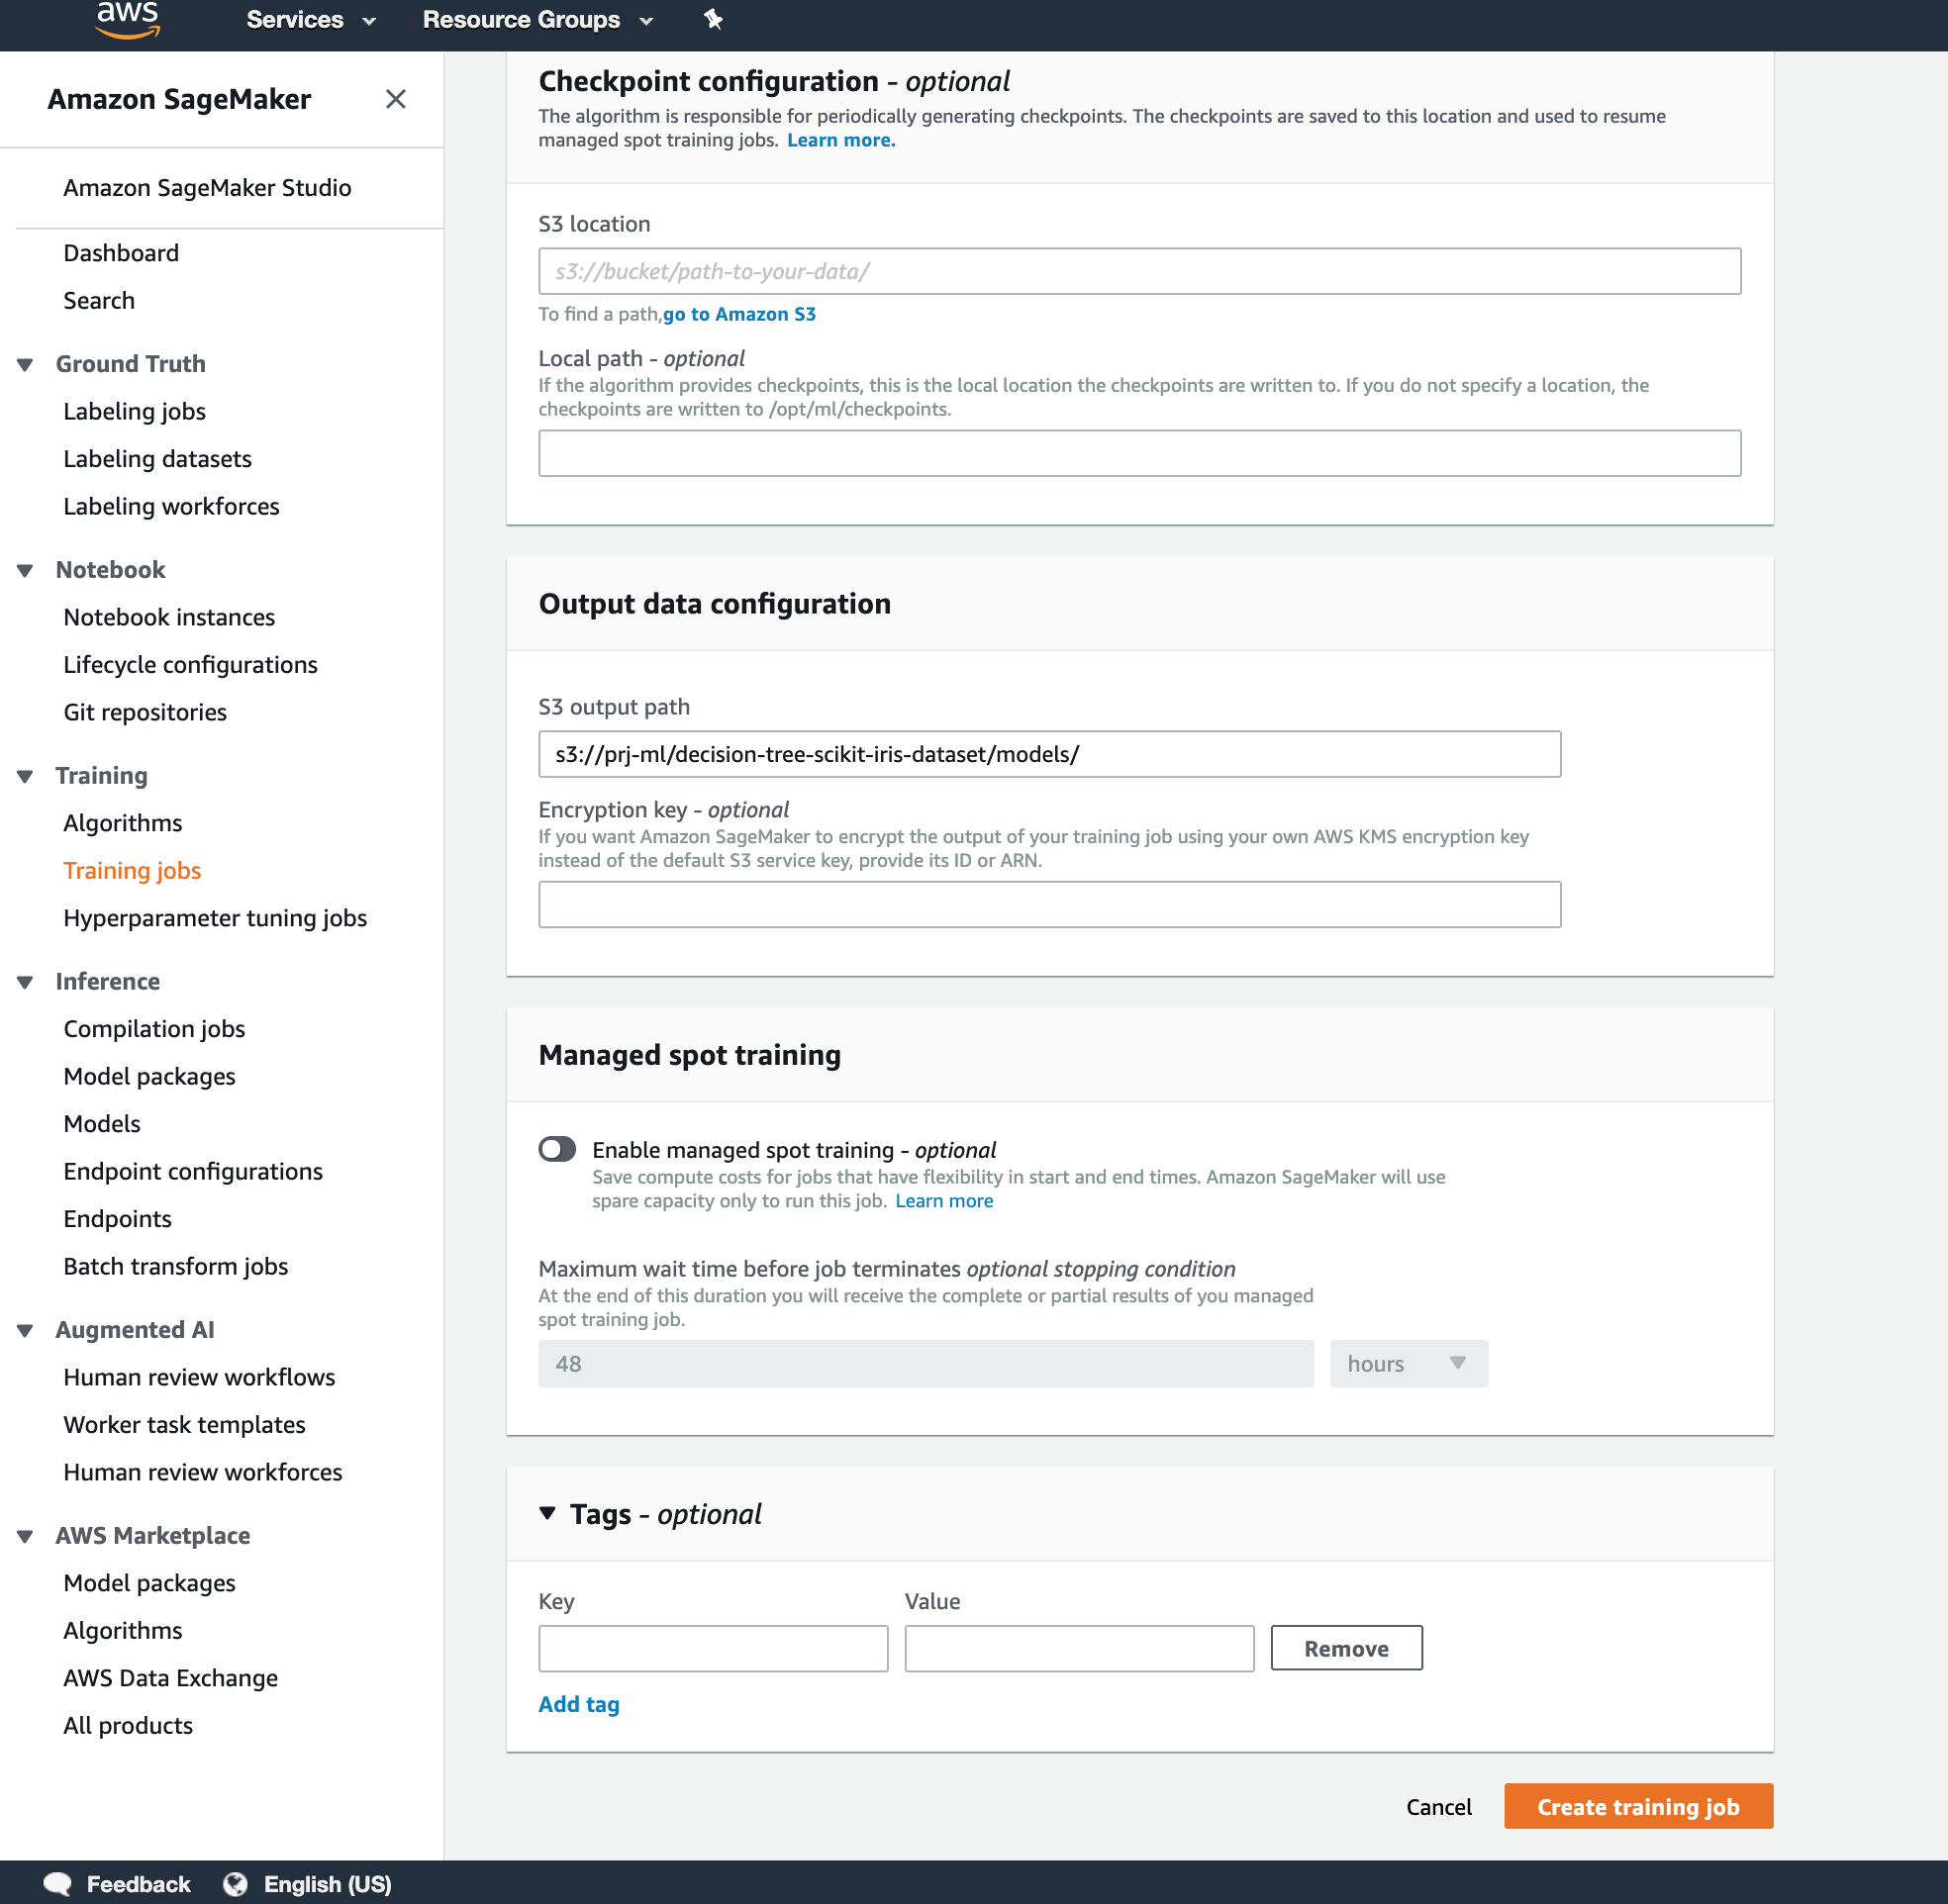 aws
Services
Resource Groups
Amazon SageMaker
Amazon SageMaker Studio
Dashboard
Search
Ground Truth
Labeling jobs
Labeling datasets
Labeling workforces
Notebook
Notebook instances
Lifecycle configurations
Git repositories
Training
Algorithms
Training jobs
Hyperparameter tuning jobs
Inference
Compilation jobs
Model packages
Models
Endpoint configurations
Endpoints
Batch transform jobs
Augmented AI
Human review workflows
Worker task templates
Human review workforces
AWS Marketplace
Model packages
Algorithms
AWS Data Exchange
All products
Checkpoint configuration - optional
The algorithm is responsible for periodically generating checkpoints. The checkpoints are saved to this location and used to resume
managed spot training jobs. Learn more.
S3 location
s3://bucket/path-to-your-data/
To find a path,go to Amazon S3
Local path - optional
If the algorithm provides checkpoints, this is the local location the checkpoints are written to. If you do not specify a location, the
checkpoints are written to /opt/ml/checkpoints.
Output data configuration
S3 output path
s3://prj-ml/decision-tree-scikit-iris-dataset/models/
Encryption key - optional
If you want Amazon SageMaker to encrypt the output of your training job using your own AWS KMS encryption key
instead of the default S3 service key, provide its ID or ARN.
Managed spot training
Enable managed spot training - optional
Save compute costs for jobs that have flexibility in start and end times. Amazon SageMaker will use
spare capacity only to run this job. Learn more
Maximum wait time before job terminates optional stopping condition
At the end of this duration you will receive the complete or partial results of you managed
spot training job.
48
hours
Tags - optional
Key
Value
Remove
Add tag
Cancel
Create training job
Feedback
English (US)